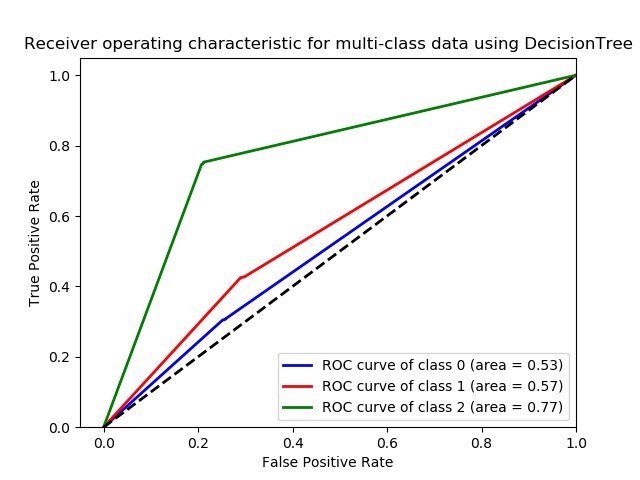 Receiver operating characteristic for multi-class data using DecisionTree
1.0
0.8
0.6
0.4
0.2
0.0
True Positive Rate
ROC curve of class 0 (area = 0.53)
ROC curve of class 1 (area = 0.57)
ROC curve of class 2 (area = 0.77)
0.0 0.2 0.4 0.6 0.8 1.0
False Positive Rate